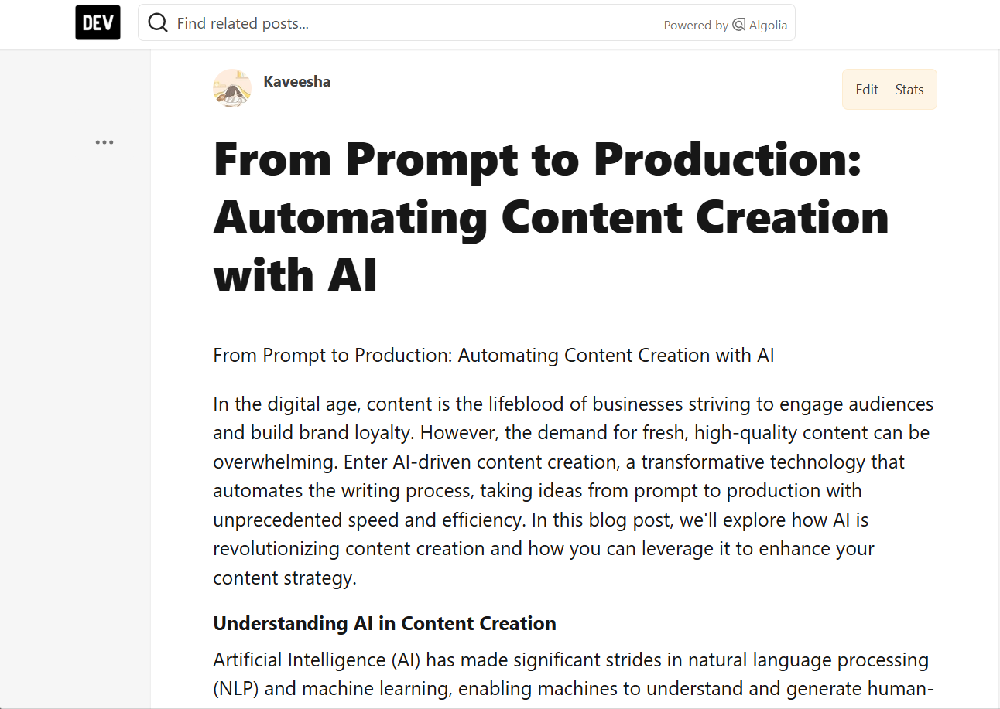 DEV
Find related posts...
Powered by Algolia
Kaveesha
Edit Stats
From Prompt to Production:
Automating Content Creation
with AI
From Prompt to Production: Automating Content Creation with AI
In the digital age, content is the lifeblood of businesses striving to engage audiences
and build brand loyalty. However, the demand for fresh, high-quality content can be
overwhelming. Enter AI-driven content creation, a transformative technology that
automates the writing process, taking ideas from prompt to production with
unprecedented speed and efficiency. In this blog post, we'll explore how AI is
revolutionizing content creation and how you can leverage it to enhance your
content strategy.
Understanding AI in Content Creation
Artificial Intelligence (AI) has made significant strides in natural language processing
(NLP) and machine learning, enabling machines to understand and generate human-